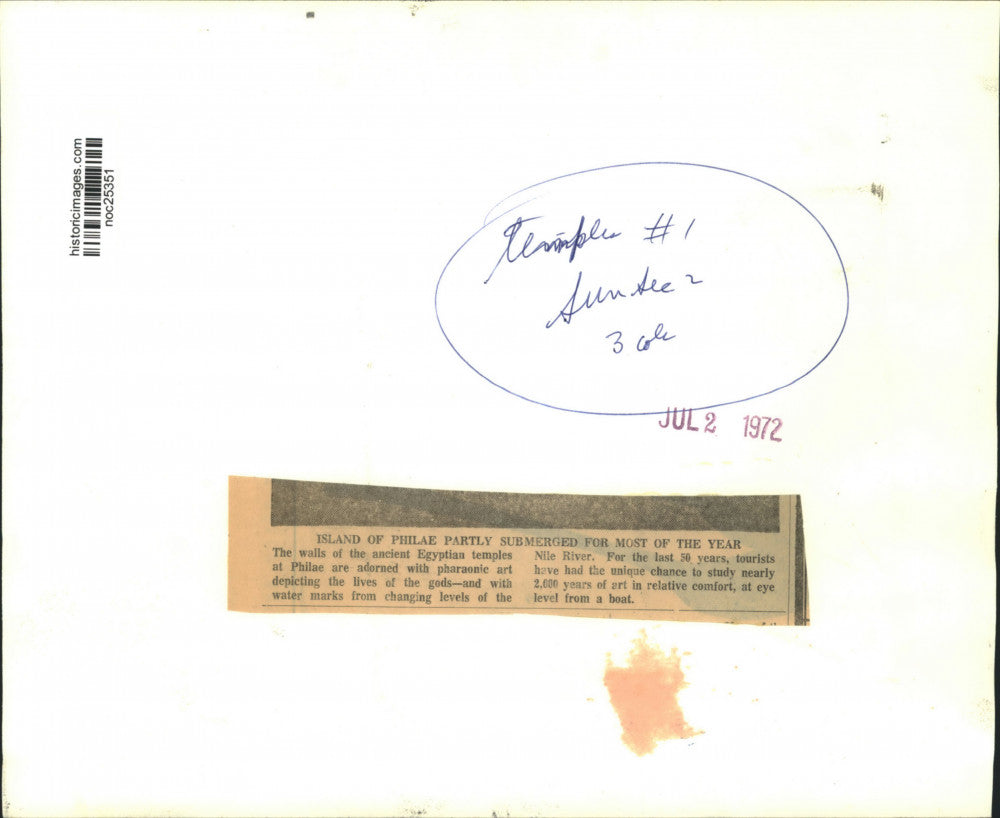 historicimages.com
noc25351
temples #1
Sun sec 2
3 cols
JUL 2 1972
ISLAND OF PHILAE PARTLY SUBMERGED FOR MOST OF THE YEAR
The walls of the ancient Egyptian temples
at Philae are adorned with pharaonic art
depicting the lives of the gods—and with
water marks from changing levels of the
Nile River. For the last 50 years, tourists
have had the unique chance to study nearly
2,000 years of art in relative comfort, at eye
level from a boat.